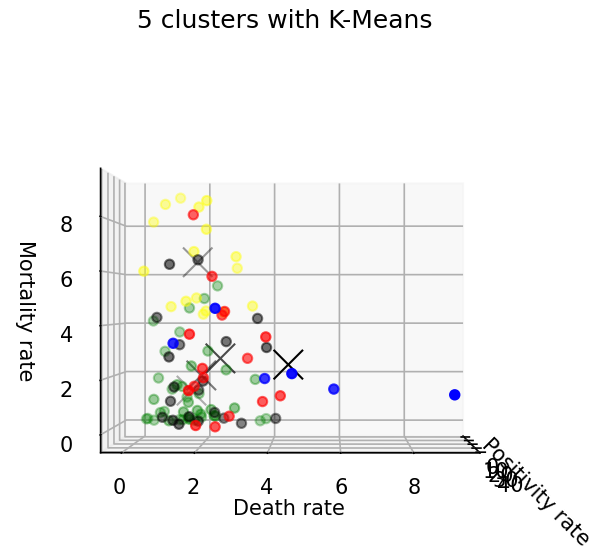 5 clusters with K-Means
Mortality rate
8
6
4
2
0
0 2 4 6 8
Death rate
Positivity rate